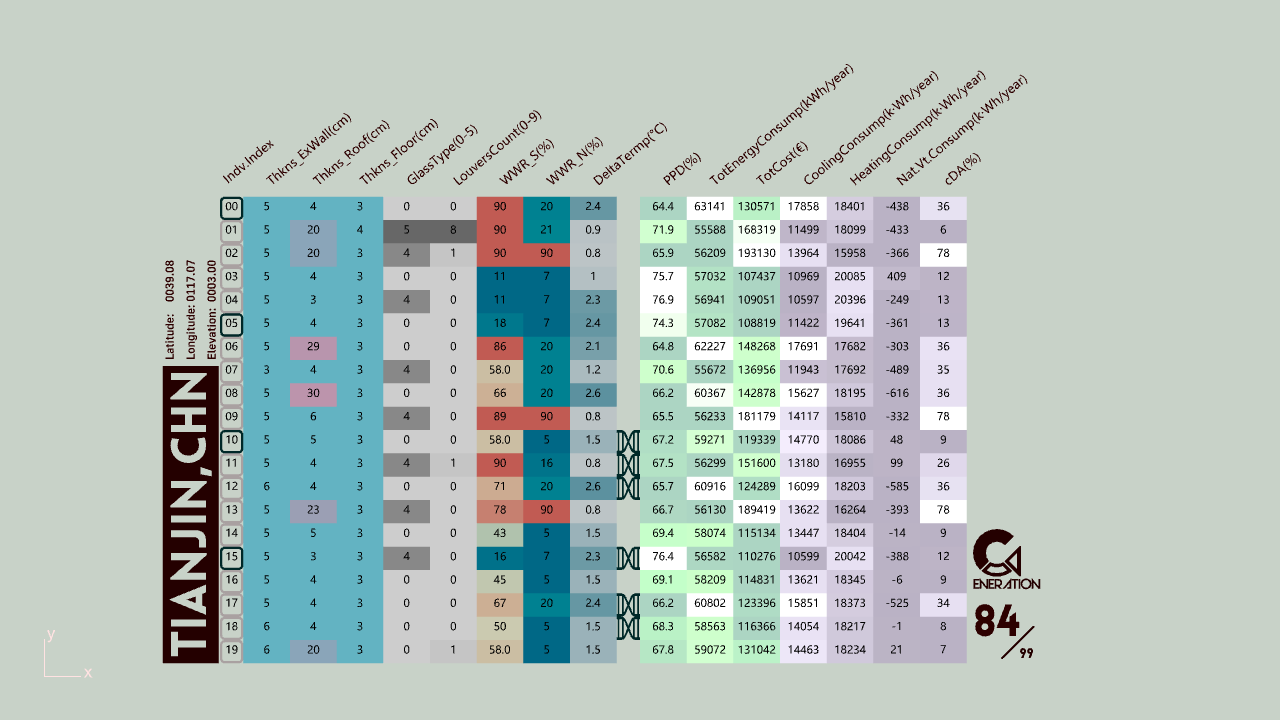 Indv.Index Thkns_ExWall(cm) Thkns_Roof(cm) Thkns_Floor(cm) GlassType(0-5) LouversCount(0-9) WWR_S(%) WWR_N(%) DeltaTermp(°C) PPD(%) TotEnergyConsump(kWh/year) TotCost(€) CoolingConsump(k·Wh/year) HeatingConsump(k·Wh/year) Nat.Vt.Consump(k·Wh/year) cDA(%)
00 5 4 3 0 0 90 20 2.4 64.4 63141 130571 17858 18401 -438 36
01 5 20 4 5 8 90 21 0.9 71.9 55588 168319 11499 18099 -433 6
02 5 20 3 4 1 90 90 0.8 65.9 56209 193130 13964 15958 -366 78
03 5 4 3 0 0 11 7 1 75.7 57032 107437 10969 20085 409 12
04 5 3 3 4 0 11 7 2.3 76.9 56941 109051 10597 20396 -249 13
05 5 4 3 0 0 18 7 2.4 74.3 57082 108819 11422 19641 -361 13
06 5 29 3 0 0 86 20 2.1 64.8 62227 148268 17691 17682 -303 36
07 3 4 3 4 0 58.0 20 1.2 70.6 55672 136956 11943 17692 -489 35
08 5 30 3 0 0 66 20 2.6 66.2 60367 142878 15627 18195 -616 36
09 5 6 3 4 0 89 90 0.8 65.5 56233 181179 14117 15810 -332 78
10 5 5 3 0 0 58.0 5 1.5 67.2 59271 119339 14770 18086 48 9
11 5 4 3 4 1 90 16 0.8 67.5 56299 151600 13180 16955 99 26
12 6 4 3 0 0 71 20 2.6 65.7 60916 124289 16099 18203 -585 36
13 5 23 3 4 0 78 90 0.8 66.7 56130 189419 13622 16264 -393 78
14 5 5 3 0 0 43 5 1.5 69.4 58074 115134 13447 18404 -14 9
15 5 3 3 4 0 16 7 2.3 76.4 56582 110276 10599 20042 -388 12
16 5 4 3 0 0 45 5 1.5 69.1 58209 114831 13621 18345 -6 9
17 5 4 3 0 0 67 20 2.4 66.2 60802 123396 15851 18373 -525 34
18 6 4 3 0 0 50 5 1.5 68.3 58563 116366 14054 18217 -1 8
19 6 20 3 0 1 58.0 5 1.5 67.8 59072 131042 14463 18234 21 7
Latitude: 0039.08
Longitude: 0117.07
Elevation: 0003.00
TIANJIN,CHN
GENERATION
84/99
y
x